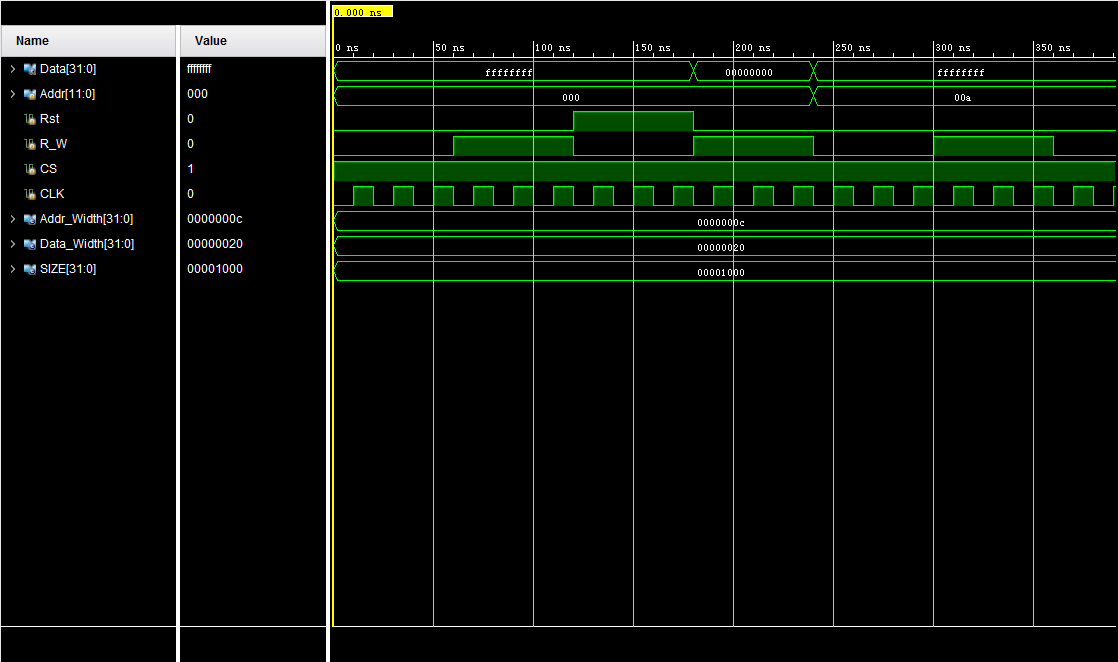 0.000 ns
Name Value
0 ns 50 ns 100 ns 150 ns 200 ns 250 ns 300 ns 350 ns
Data[31:0] ffffffff ffffffff 00000000 ffffffff
Addr[11:0] 000 000 00a
Rst 0
R_W 0
CS 1
CLK 0
Addr_Width[31:0] 0000000c 0000000c
Data_Width[31:0] 00000020 00000020
SIZE[31:0] 00001000 00001000